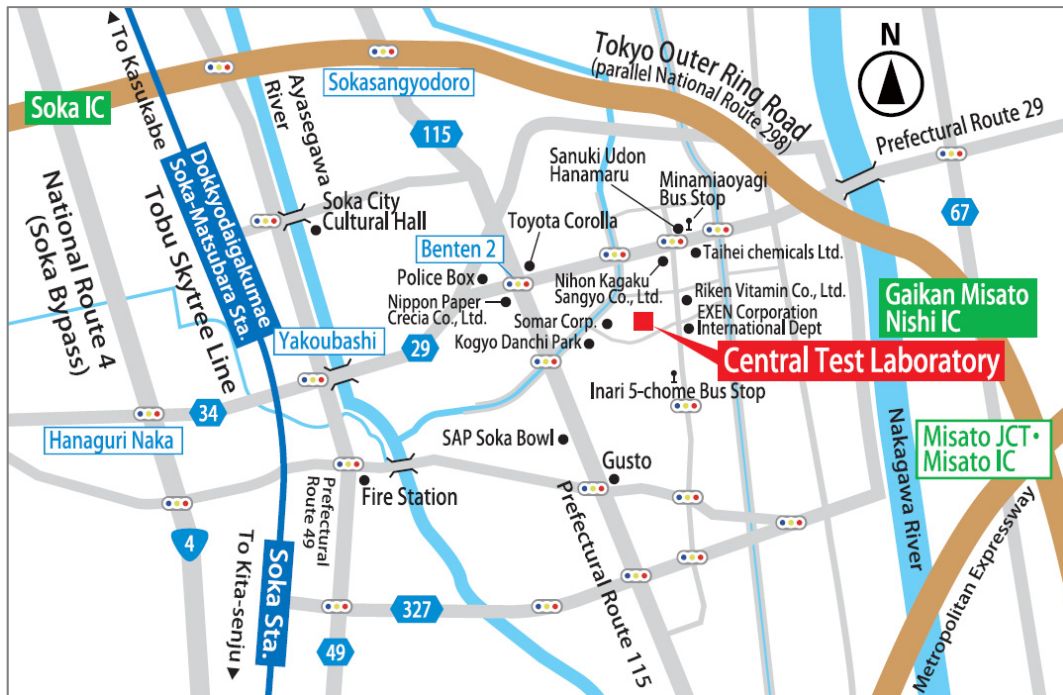 To Kasukabe
Sokasangyodoro
Soka IC
Ayasegawa
River
115
Tokyo Outer Ring Road
(parallel National Route 298)
N
Prefectural Route 29
67
Dokkyodaigakumae
Soka-Matsubara Sta.
Tobu Skytree Line
National Route 4
(Soka Bypass)
Soka City
Cultural Hall
Sanuki Udon
Hanamaru
Minamiaoyagi
Bus Stop
Toyota Corolla
Benten 2
Taihei chemicals Ltd.
Police Box
Nihon Kagaku
Sangyo Co., Ltd.
Nippon Paper
Crecia Co., Ltd.
Riken Vitamin Co., Ltd.
EXEN Corporation
International Dept
Somar Corp.
Kogyo Danchi Park
Gaikan Misato
Nishi IC
Central Test Laboratory
Yakoubashi
29
34
Inari 5-chome Bus Stop
Hanaguri Naka
SAP Soka Bowl
Gusto
Nakagawa River
Misato JCT・
Misato IC
Fire Station
Prefectural
Route 49
Prefectural Route 115
4
To Kita-senju
Soka Sta.
327
49
Metropolitan Expressway